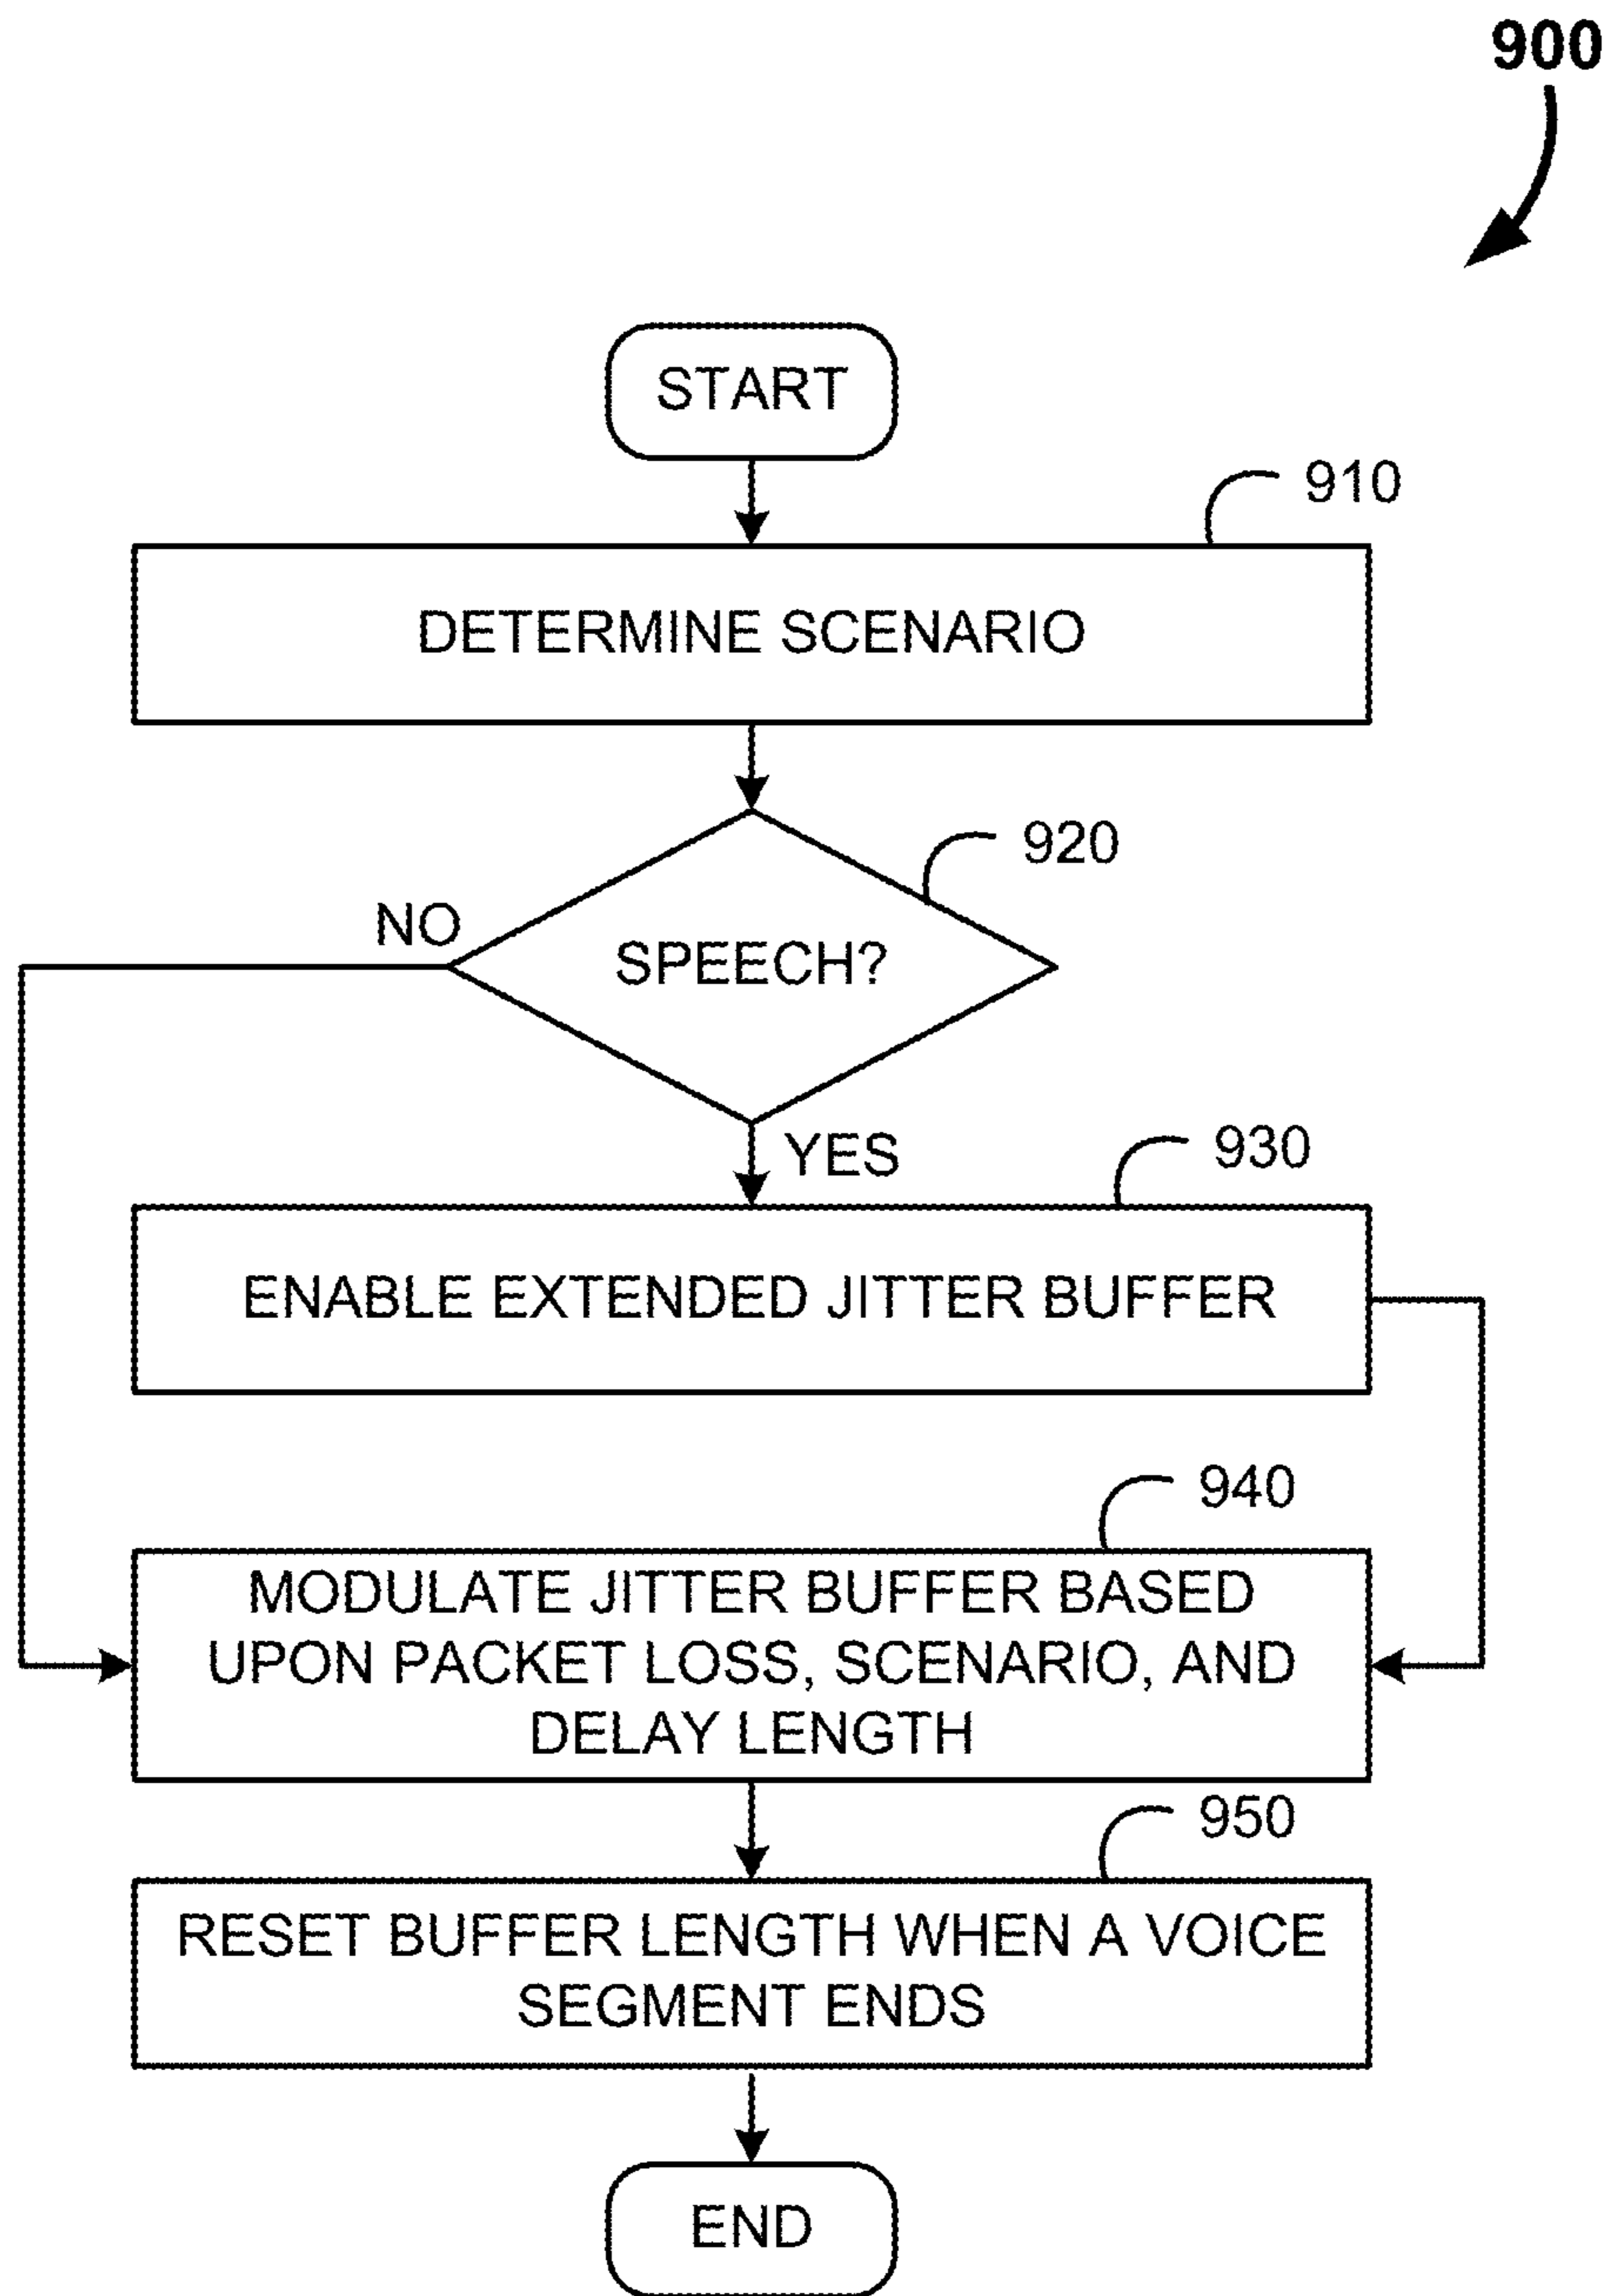 900
START
910
DETERMINE SCENARIO
920
NO
SPEECH?
YES
930
ENABLE EXTENDED JITTER BUFFER
940
MODULATE JITTER BUFFER BASED
UPON PACKET LOSS, SCENARIO, AND
DELAY LENGTH
950
RESET BUFFER LENGTH WHEN A VOICE
SEGMENT ENDS
END